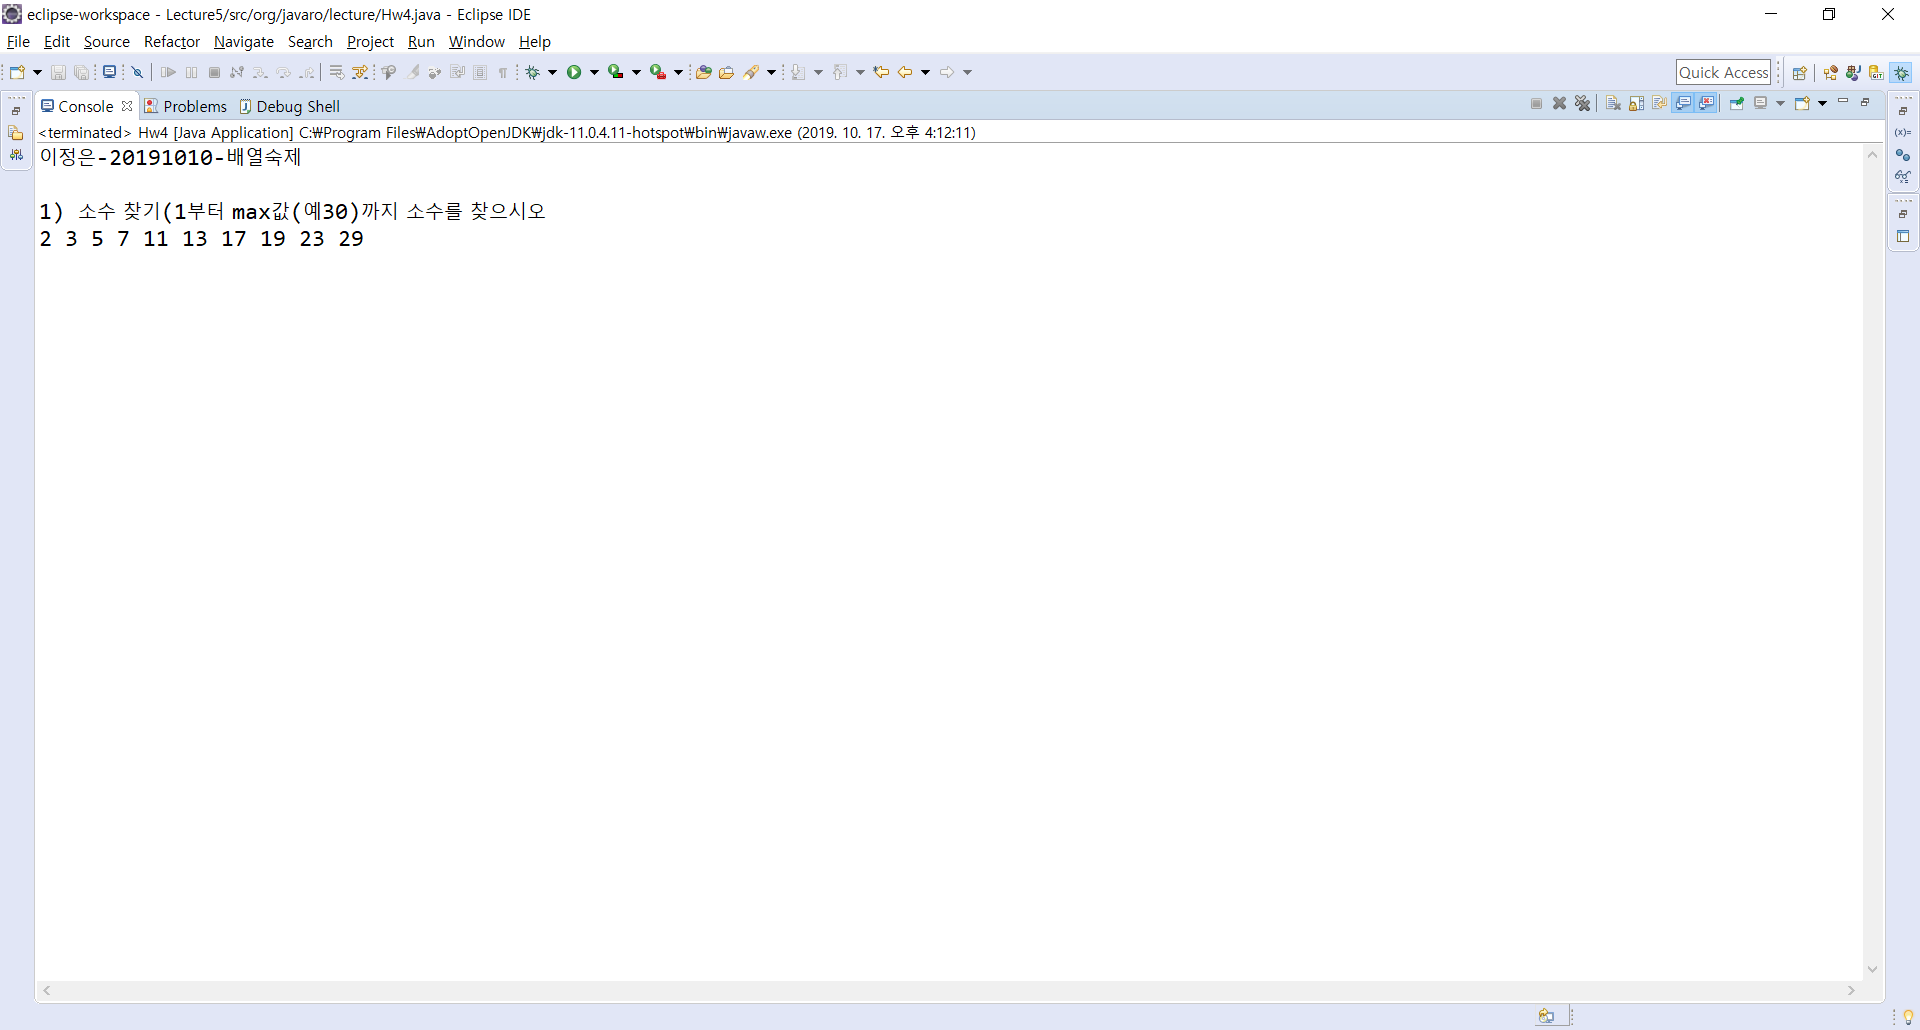 eclipse-workspace - Lecture5/src/org/javaro/lecture/Hw4.java - Eclipse IDE
File Edit Source Refactor Navigate Search Project Run Window Help
Quick Access
Console Problems Debug Shell
<terminated> Hw4 [Java Application] C:₩Program Files₩AdoptOpenJDK₩jdk-11.0.4.11-hotspot₩bin₩javaw.exe (2019. 10. 17. 오후 4:12:11)
이정은-20191010-배열숙제
1) 소수 찾기(1부터 max값(예30)까지 소수를 찾으시오
2 3 5 7 11 13 17 19 23 29